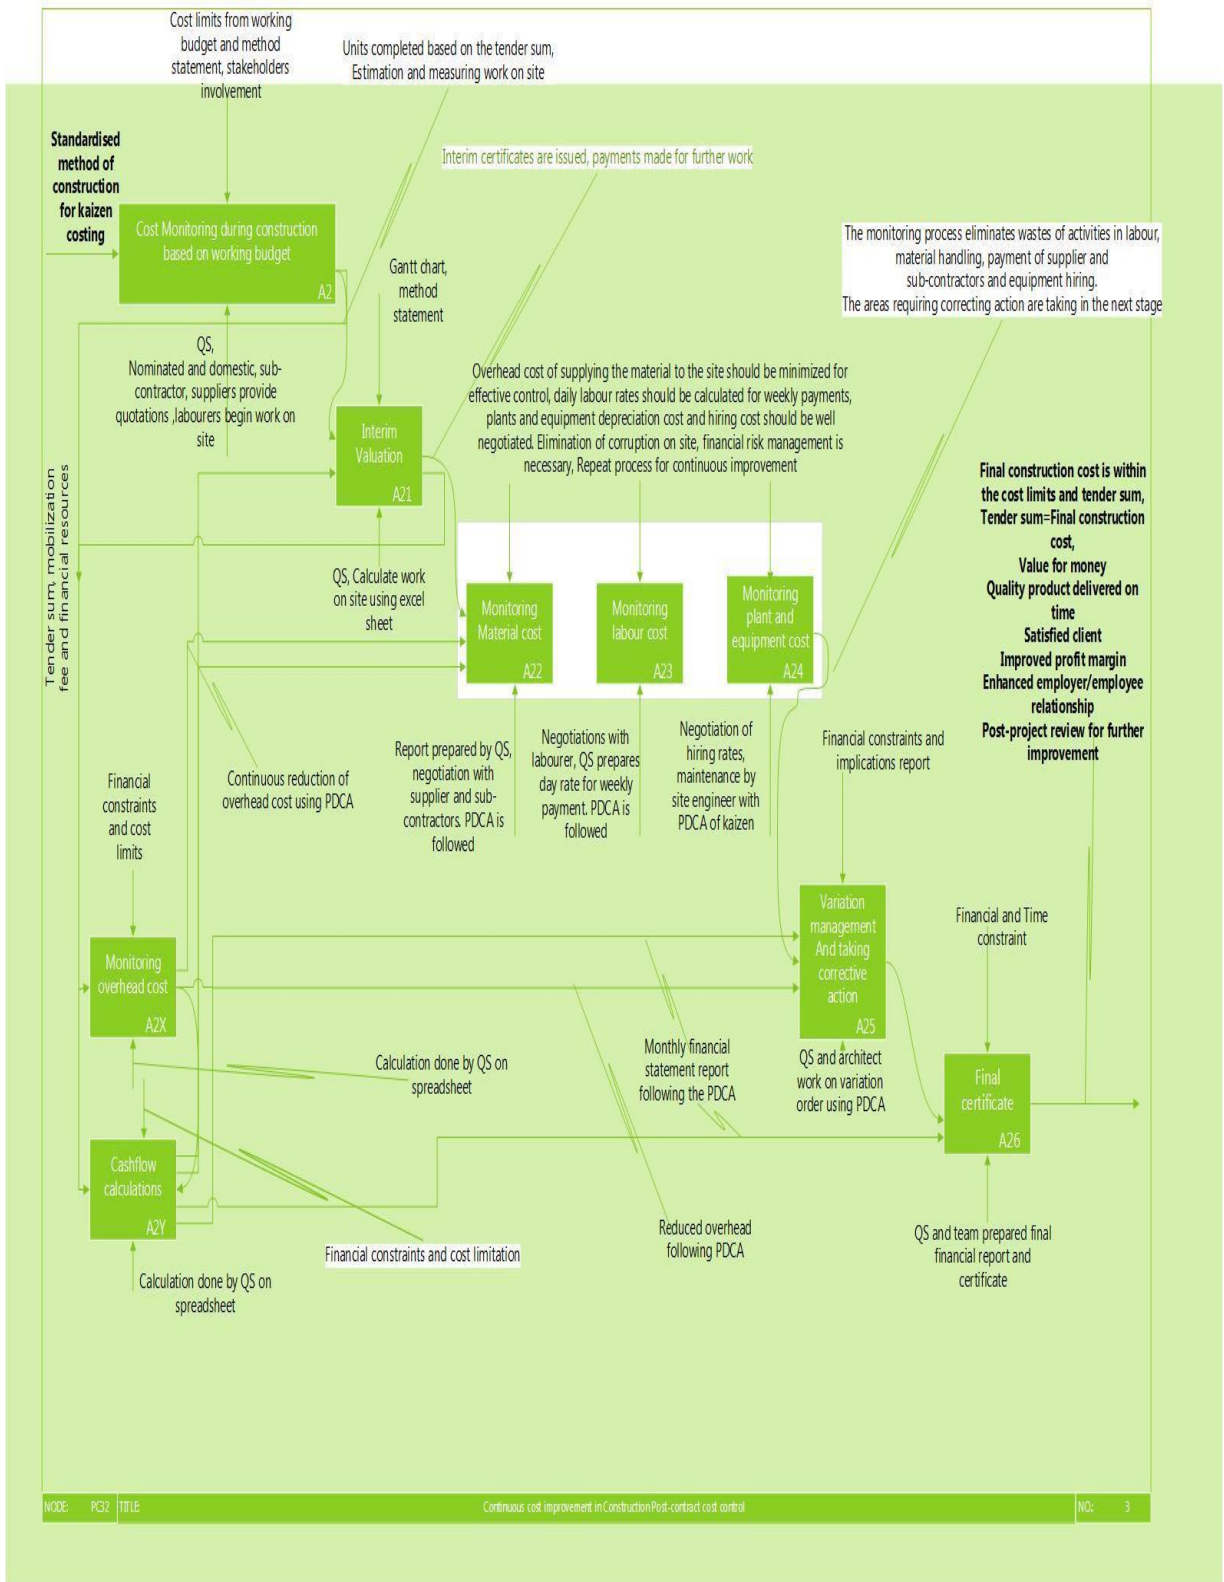 Cost limits from working
budget and method
statement, stakeholders
involvement
Units completed based on the tender sum,
Estimation and measuring work on site
Standardised
method of
construction
for kaizen
costing
Interim certificates are issued, payments made for further work
Cost Monitoring during construction
based on working budget
A2
The monitoring process eliminates wastes of activities in labour,
material handling, payment of supplier and
sub-contractors and equipment hiring.
The areas requiring correcting action are taking in the next stage
Gantt chart,
method
statement
QS,
Nominated and domestic, sub-
contractor, suppliers provide
quotations ,labourers begin work on
site
Overhead cost of supplying the material to the site should be minimized for
effective control, daily labour rates should be calculated for weekly payments,
plants and equipment depreciation cost and hiring cost should be well
negotiated. Elimination of corruption on site, financial risk management is
necessary, Repeat process for continuous improvement
Interim
Valuation
A21
Tender sum, mobilization
fee and financial resources
Final construction cost is within
the cost limits and tender sum,
Tender sum=Final construction
cost,
Value for money
Quality product delivered on
time
Satisfied client
Improved profit margin
Enhanced employer/employee
relationship
Post-project review for further
improvement
QS, Calculate work
on site using excel
sheet
Monitoring
Material cost
A22
Monitoring
labour cost
A23
Monitoring
plant and
equipment cost
A24
Continuous reduction of
overhead cost using PDCA
Report prepared by QS,
negotiation with
supplier and sub-
contractors. PDCA is
followed
Negotiations with
labourer, QS prepares
day rate for weekly
payment. PDCA is
followed
Negotiation of
hiring rates,
maintenance by
site engineer with
PDCA of kaizen
Financial constraints and
implications report
Financial
constraints
and cost
limits
Variation
management
And taking
corrective
action
A25
Financial and Time
constraint
Monitoring
overhead cost
A2X
Calculation done by QS on
spreadsheet
Monthly financial
statement report
following the PDCA
QS and architect
work on variation
order using PDCA
Final
certificate
A26
Cashflow
calculations
A2Y
Financial constraints and cost limitation
Reduced overhead
following PDCA
QS and team prepared final
financial report and
certificate
Calculation done by QS on
spreadsheet
NODE: PC32 TITLE: Continuous cost improvement in Construction Post-contract cost control NO.: 3